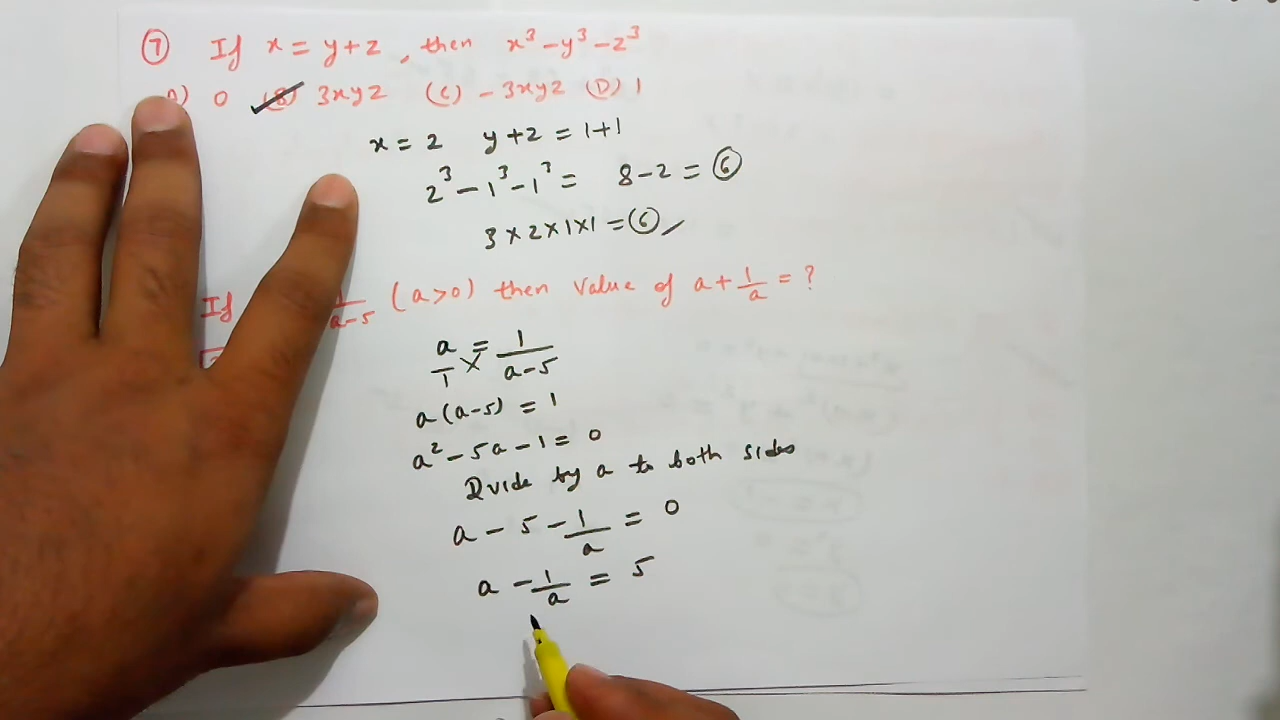 ⑦ If x = y+z, then x³ - y³ - z³
A) 0 (B) 3xyz (C) - 3xyz (D) 1
x = 2 y+z = 1+1
2³ - 1³ - 1³ = 8-2 = ⑥
3 × 2 × 1 × 1 = ⑥
If 1/a-5 (a>0) then value of a + 1/a = ?
a/1 = 1/a-5
a(a-5) = 1
a² - 5a - 1 = 0
Divide by a to both sides
a - 5 - 1/a = 0
a - 1/a = 5